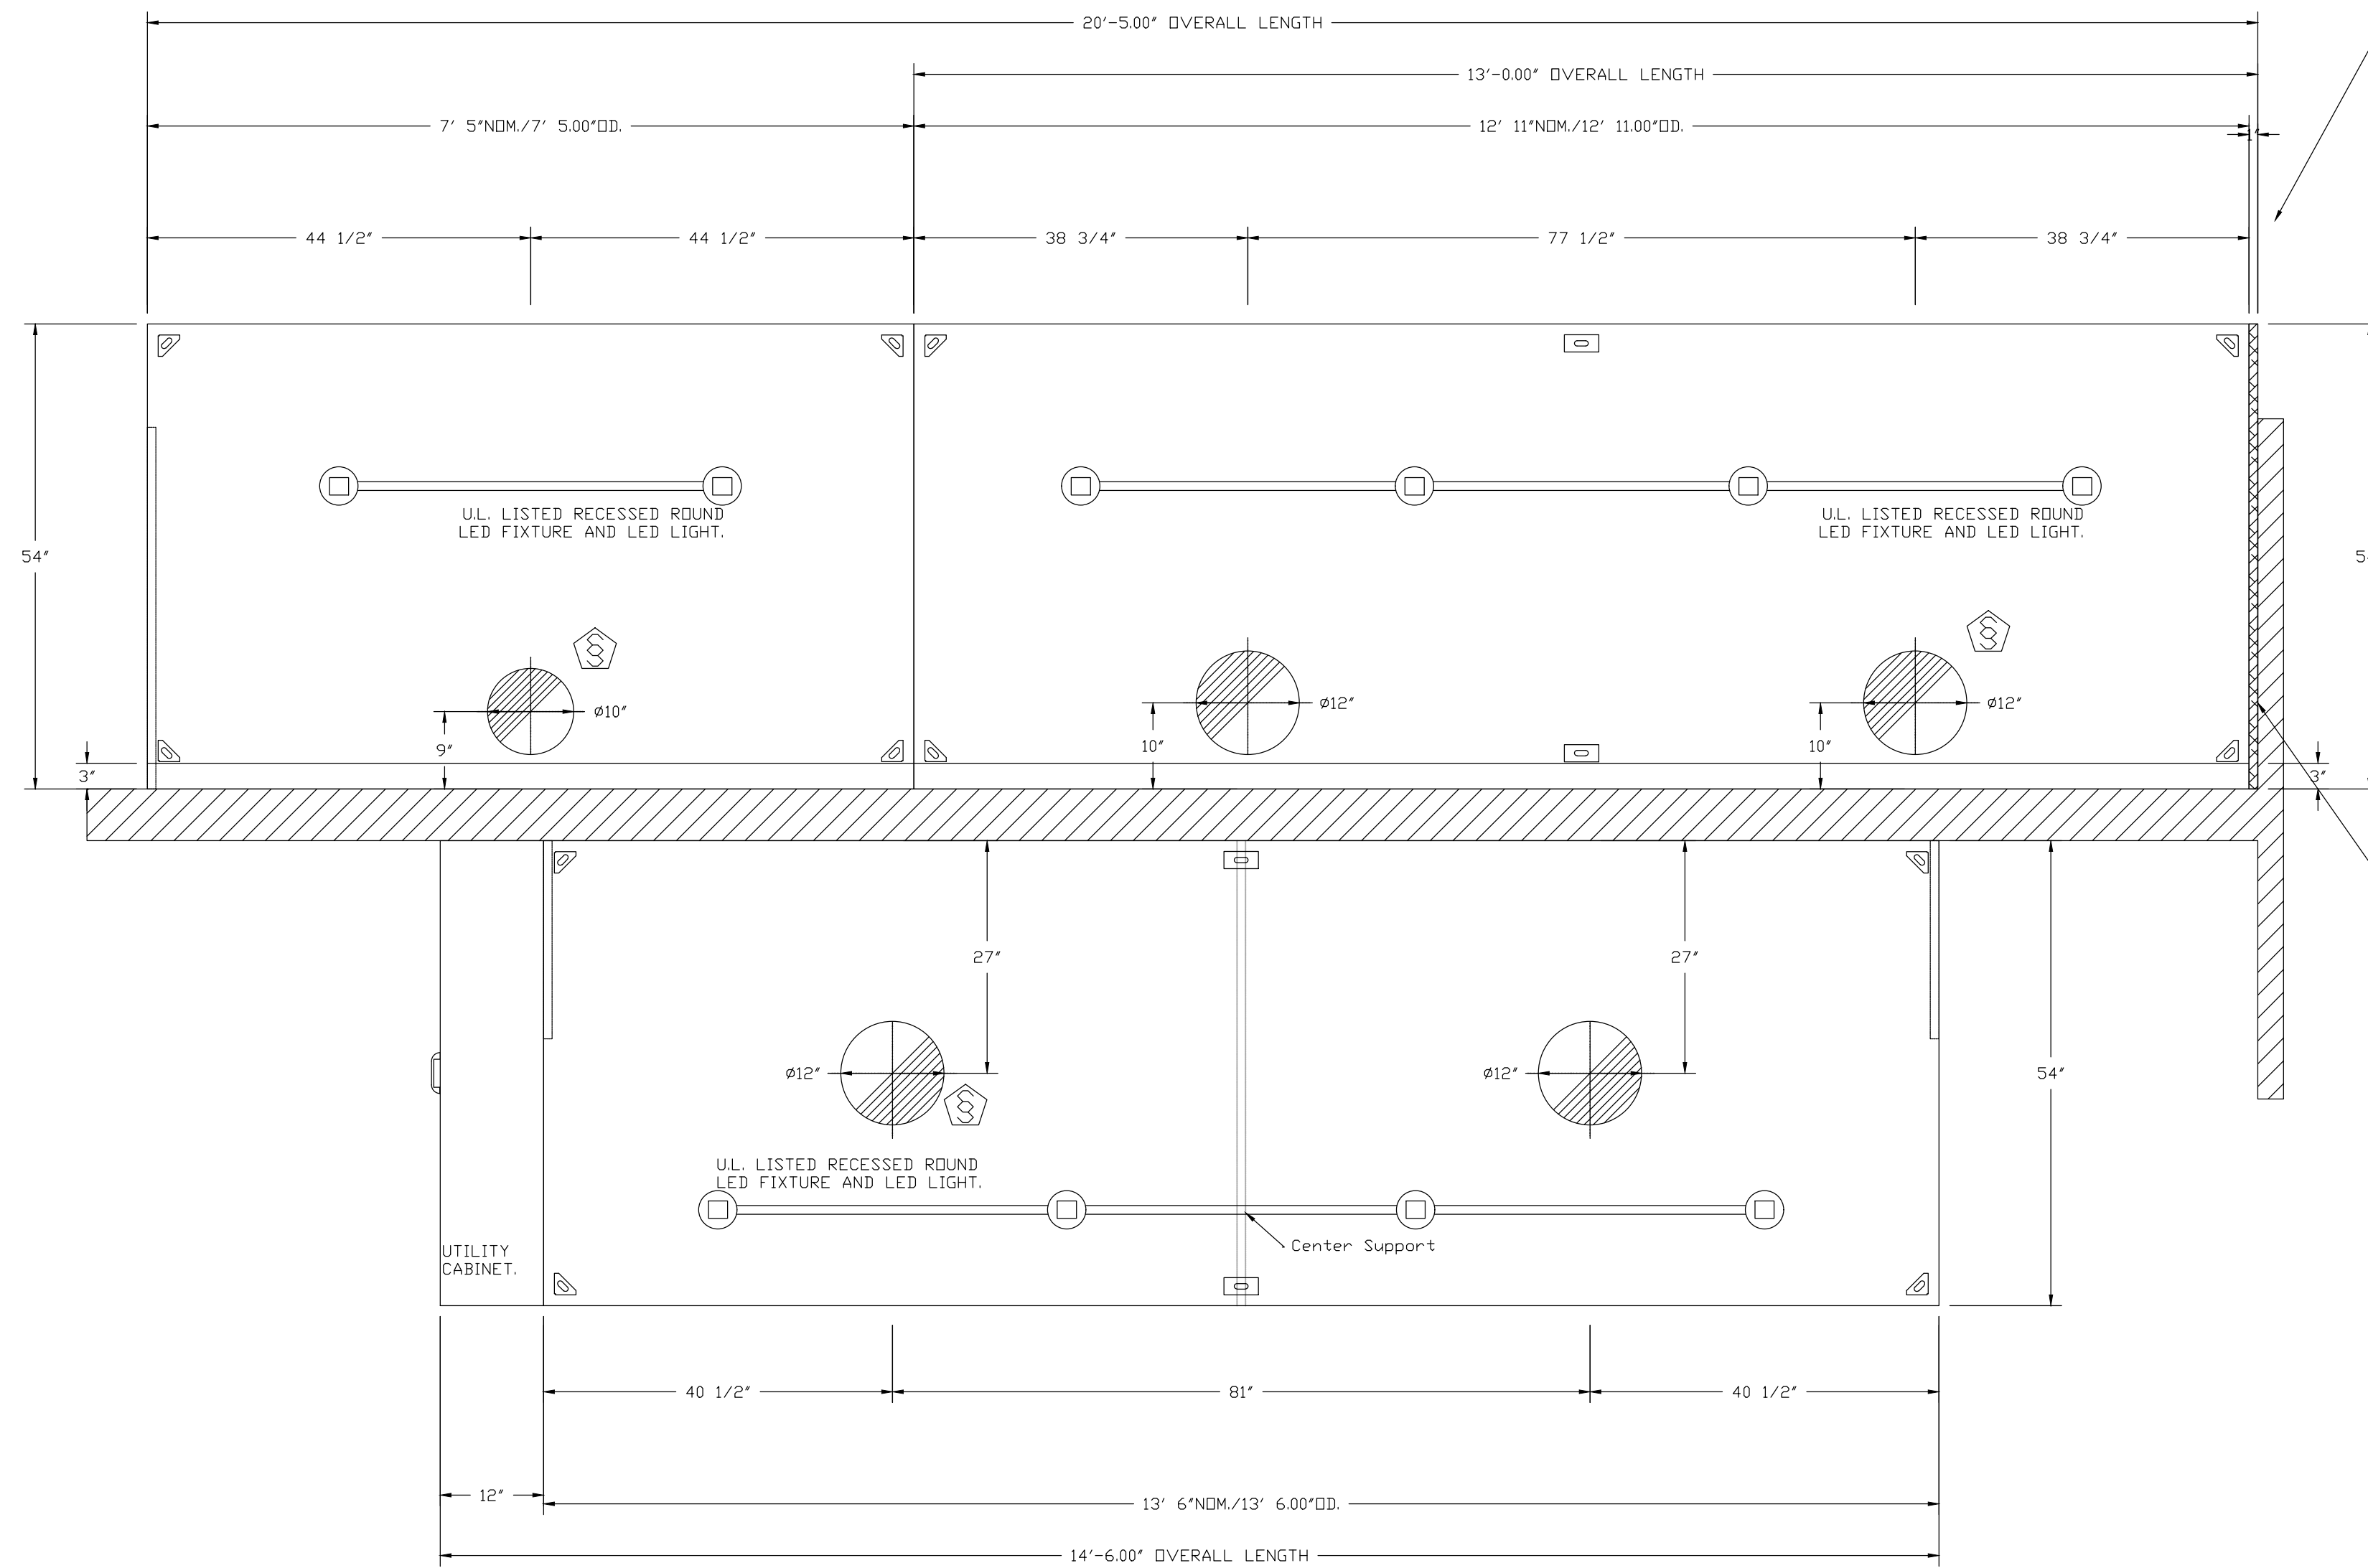 20'-5.00" OVERALL LENGTH
13'-0.00" OVERALL LENGTH
7' 5"NOM./7' 5.00"OD.
12' 11"NOM./12' 11.00"OD.
1"
44 1/2"
44 1/2"
38 3/4"
77 1/2"
38 3/4"
U.L. LISTED RECESSED ROUND
LED FIXTURE AND LED LIGHT.
U.L. LISTED RECESSED ROUND
LED FIXTURE AND LED LIGHT.
54"
ø10"
ø12"
ø12"
9"
10"
10"
3"
3"
27"
27"
ø12"
ø12"
54"
U.L. LISTED RECESSED ROUND
LED FIXTURE AND LED LIGHT.
Center Support
UTILITY
CABINET.
40 1/2"
81"
40 1/2"
12"
13' 6"NOM./13' 6.00"OD.
14'-6.00" OVERALL LENGTH